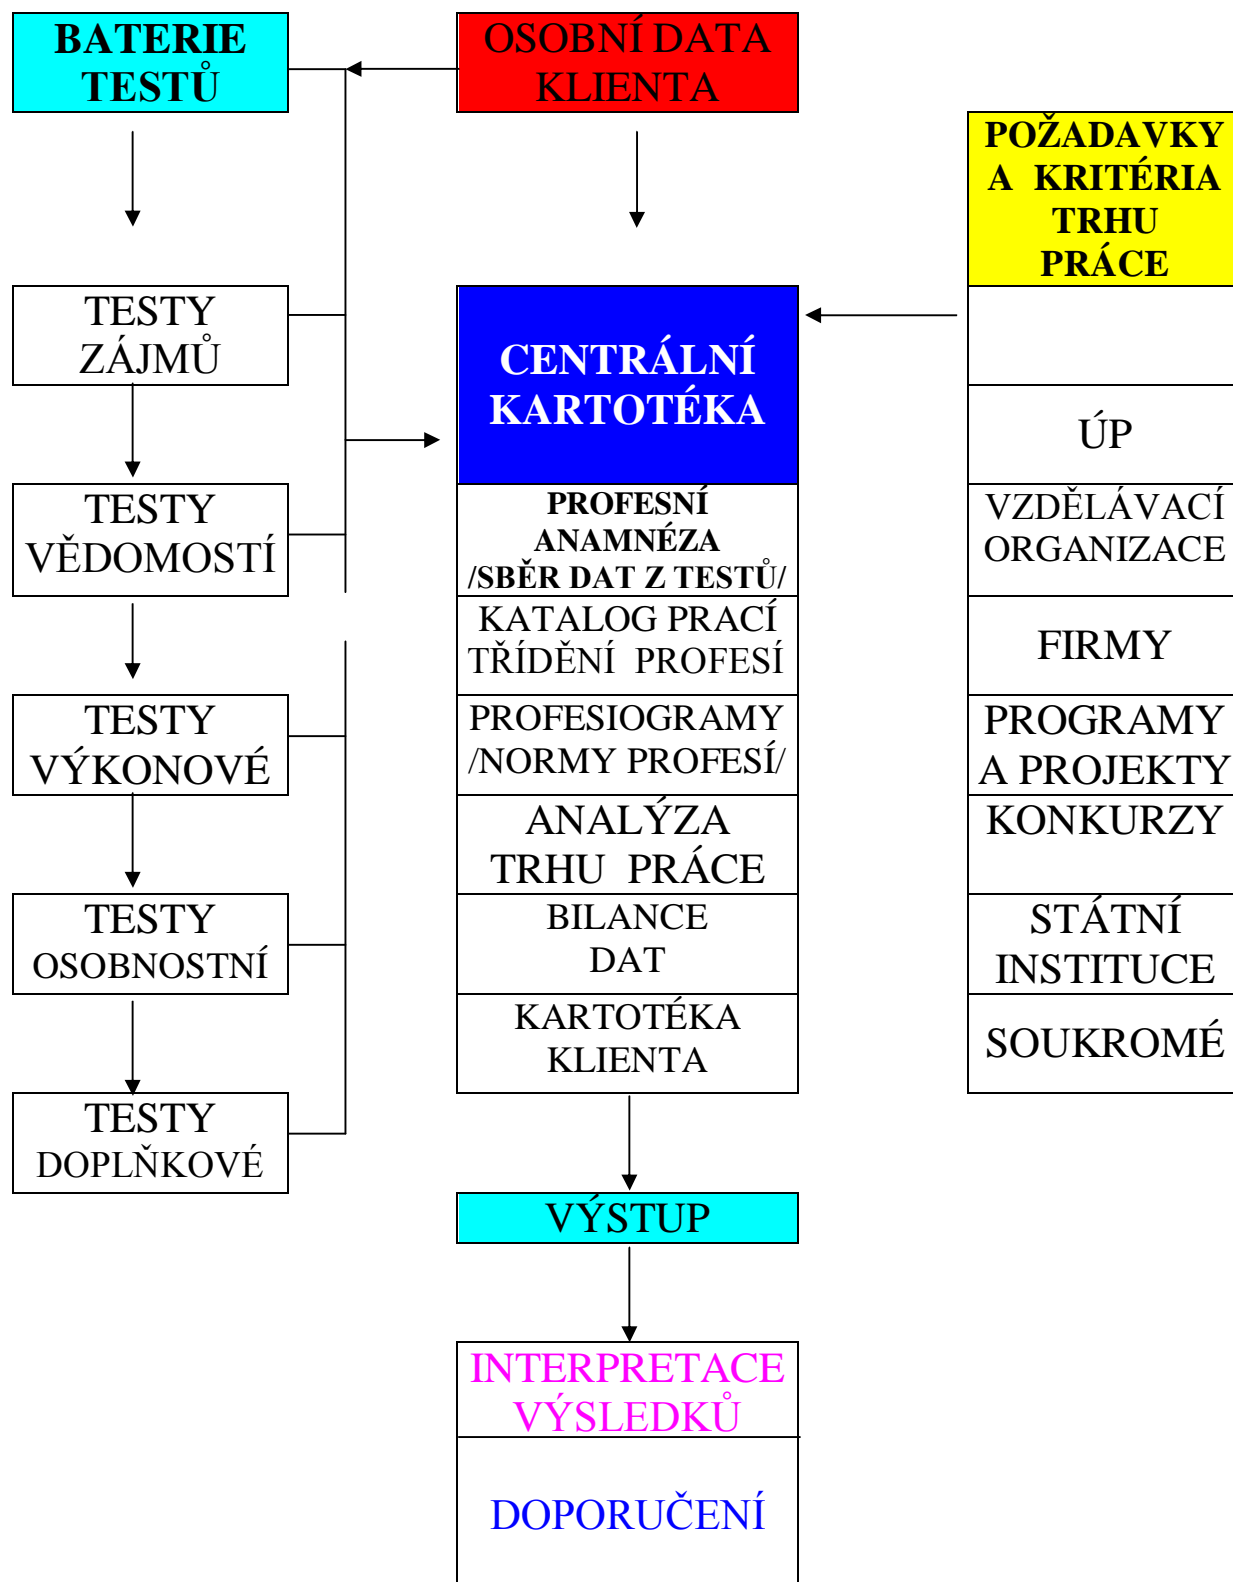 BATERIE
TESTŮ
OSOBNÍ DATA
KLIENTA
POŽADAVKY
A KRITÉRIA
TRHU
PRÁCE
TESTY
ZÁJMŮ
TESTY
VĚDOMOSTÍ
TESTY
VÝKONOVÉ
TESTY
OSOBNOSTNÍ
TESTY
DOPLŇKOVÉ
CENTRÁLNÍ
KARTOTÉKA
PROFESNÍ
ANAMNÉZA
/SBĚR DAT Z TESTŮ/
KATALOG PRACÍ
TŘÍDĚNÍ PROFESÍ
PROFESIOGRAMY
/NORMY PROFESÍ/
ANALÝZA
TRHU PRÁCE
BILANCE
DAT
KARTOTÉKA
KLIENTA
ÚP
VZDĚLÁVACÍ
ORGANIZACE
FIRMY
PROGRAMY
A PROJEKTY
KONKURZY
STÁTNÍ
INSTITUCE
SOUKROMÉ
VÝSTUP
INTERPRETACE
VÝSLEDKŮ
DOPORUČENÍ